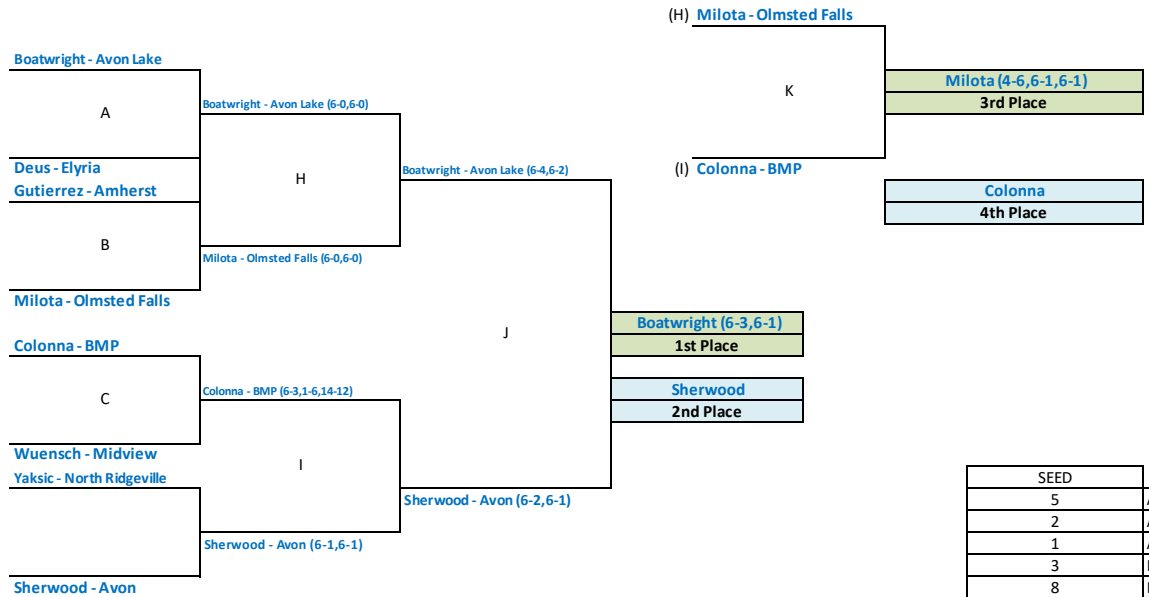 (H) Milota - Olmsted Falls
Boatwright - Avon Lake
Milota (4-6,6-1,6-1)
K
Boatwright - Avon Lake (6-0,6-0)
3rd Place
A
Deus - Elyria
Boatwright - Avon Lake (6-4,6-2)
(I) Colonna - BMP
H
Gutierrez - Amherst
Colonna
4th Place
B
Milota - Olmsted Falls (6-0,6-0)
Milota - Olmsted Falls
Boatwright (6-3,6-1)
J
Colonna - BMP
1st Place
Colonna - BMP (6-3,1-6,14-12)
Sherwood
C
2nd Place
Wuensch - Midview
I
Yaksic - North Ridgeville
SEED
Sherwood - Avon (6-2,6-1)
5
2
Sherwood - Avon (6-1,6-1)
1
3
Sherwood - Avon
8